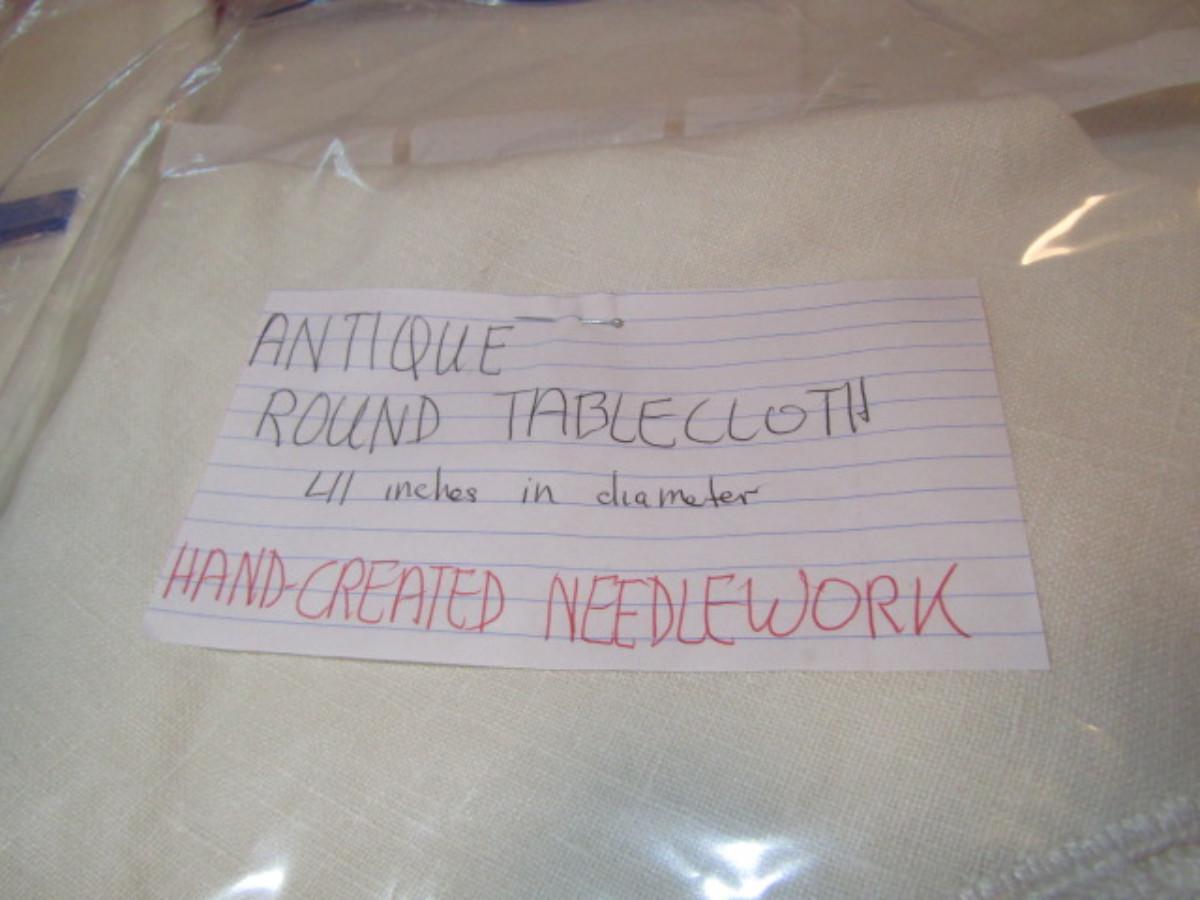 ANTIQUE
ROUND TABLECLOTH
41 inches in diameter
HAND-CREATED NEEDLEWORK